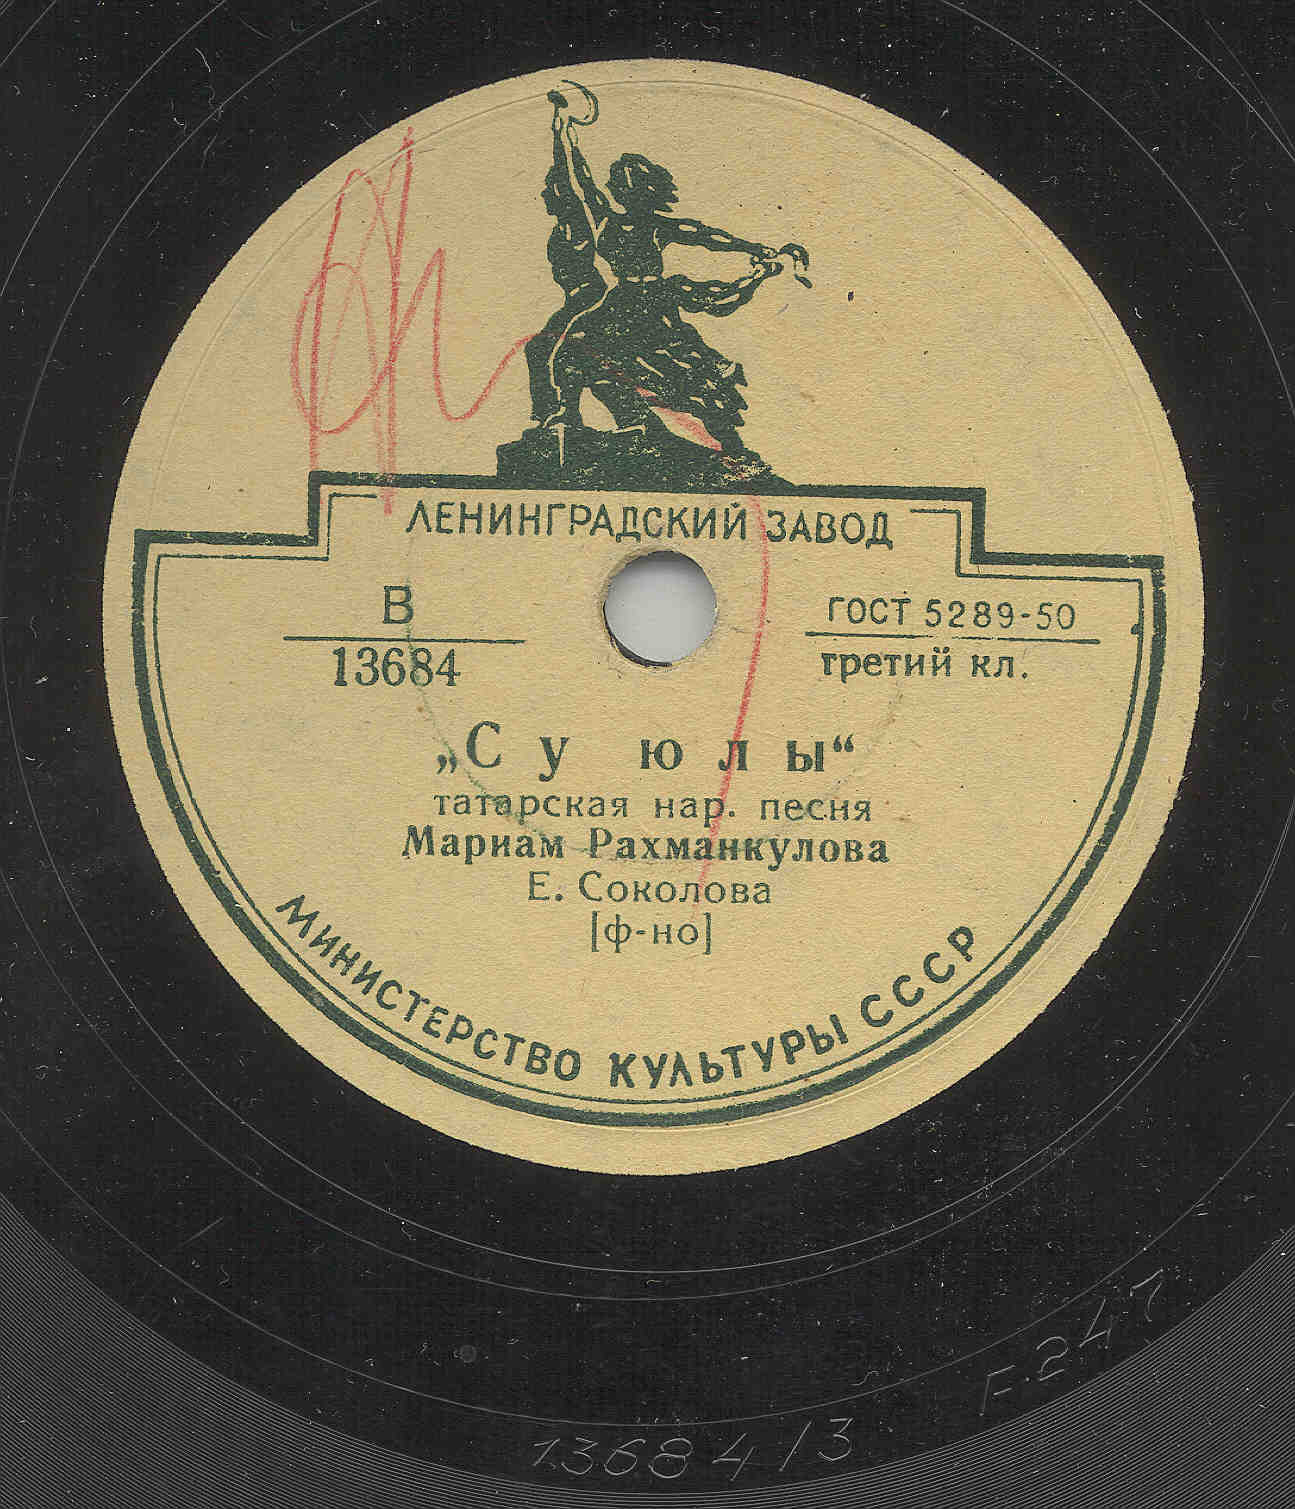 ЛЕНИНГРАДСКИЙ ЗАВОД
В
13684
ГОСТ 5289-50
третий кл.
„Су юлы“
татарская нар. песня
Мариам Рахманкулова
Е. Соколова
[ф-но]
МИНИСТЕРСТВО КУЛЬТУРЫ СССР
13684/3
F-247